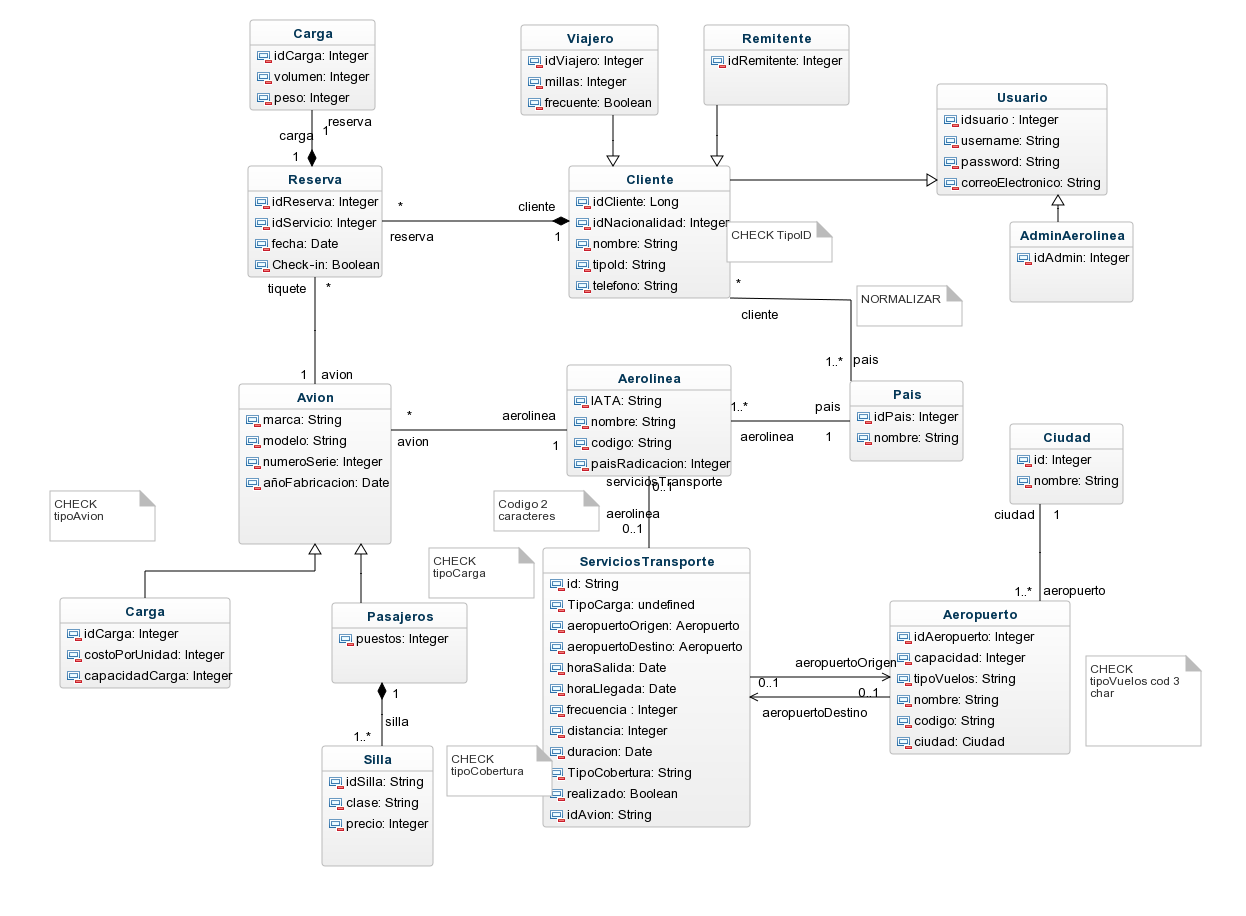 Carga
idCarga: Integer
volumen: Integer
peso: Integer
reserva
1
carga
1
Viajero
idViajero: Integer
millas: Integer
frecuente: Boolean
Remitente
idRemitente: Integer
Usuario
idsuario : Integer
username: String
password: String
correoElectronico: String
Reserva
idReserva: Integer
idServicio: Integer
fecha: Date
Check-in: Boolean
*
reserva
cliente
1
Cliente
idCliente: Long
idNacionalidad: Integer
nombre: String
tipoId: String
telefono: String
CHECK TipoID
AdminAerolinea
idAdmin: Integer
tiquete
*
*
cliente
NORMALIZAR
1..*
pais
1
avion
Avion
marca: String
modelo: String
numeroSerie: Integer
añoFabricacion: Date
*
avion
aerolinea
1
Aerolinea
IATA: String
nombre: String
codigo: String
paisRadicacion: Integer
1..*
aerolinea
pais
1
Pais
idPais: Integer
nombre: String
Ciudad
id: Integer
nombre: String
CHECK
tipoAvion
serviciosTransporte
0..1
Codigo 2
caracteres
aerolinea
0..1
ciudad
1
CHECK
tipoCarga
1..*
aeropuerto
Carga
idCarga: Integer
costoPorUnidad: Integer
capacidadCarga: Integer
Pasajeros
puestos: Integer
1
silla
1..*
Silla
idSilla: String
clase: String
precio: Integer
CHECK
tipoCobertura
ServiciosTransporte
id: String
TipoCarga: undefined
aeropuertoOrigen: Aeropuerto
aeropuertoDestino: Aeropuerto
horaSalida: Date
horaLlegada: Date
frecuencia : Integer
distancia: Integer
duracion: Date
TipoCobertura: String
realizado: Boolean
idAvion: String
aeropuertoOrigen
0..1
0..1
aeropuertoDestino
Aeropuerto
idAeropuerto: Integer
capacidad: Integer
tipoVuelos: String
nombre: String
codigo: String
ciudad: Ciudad
CHECK
tipoVuelos cod 3
char